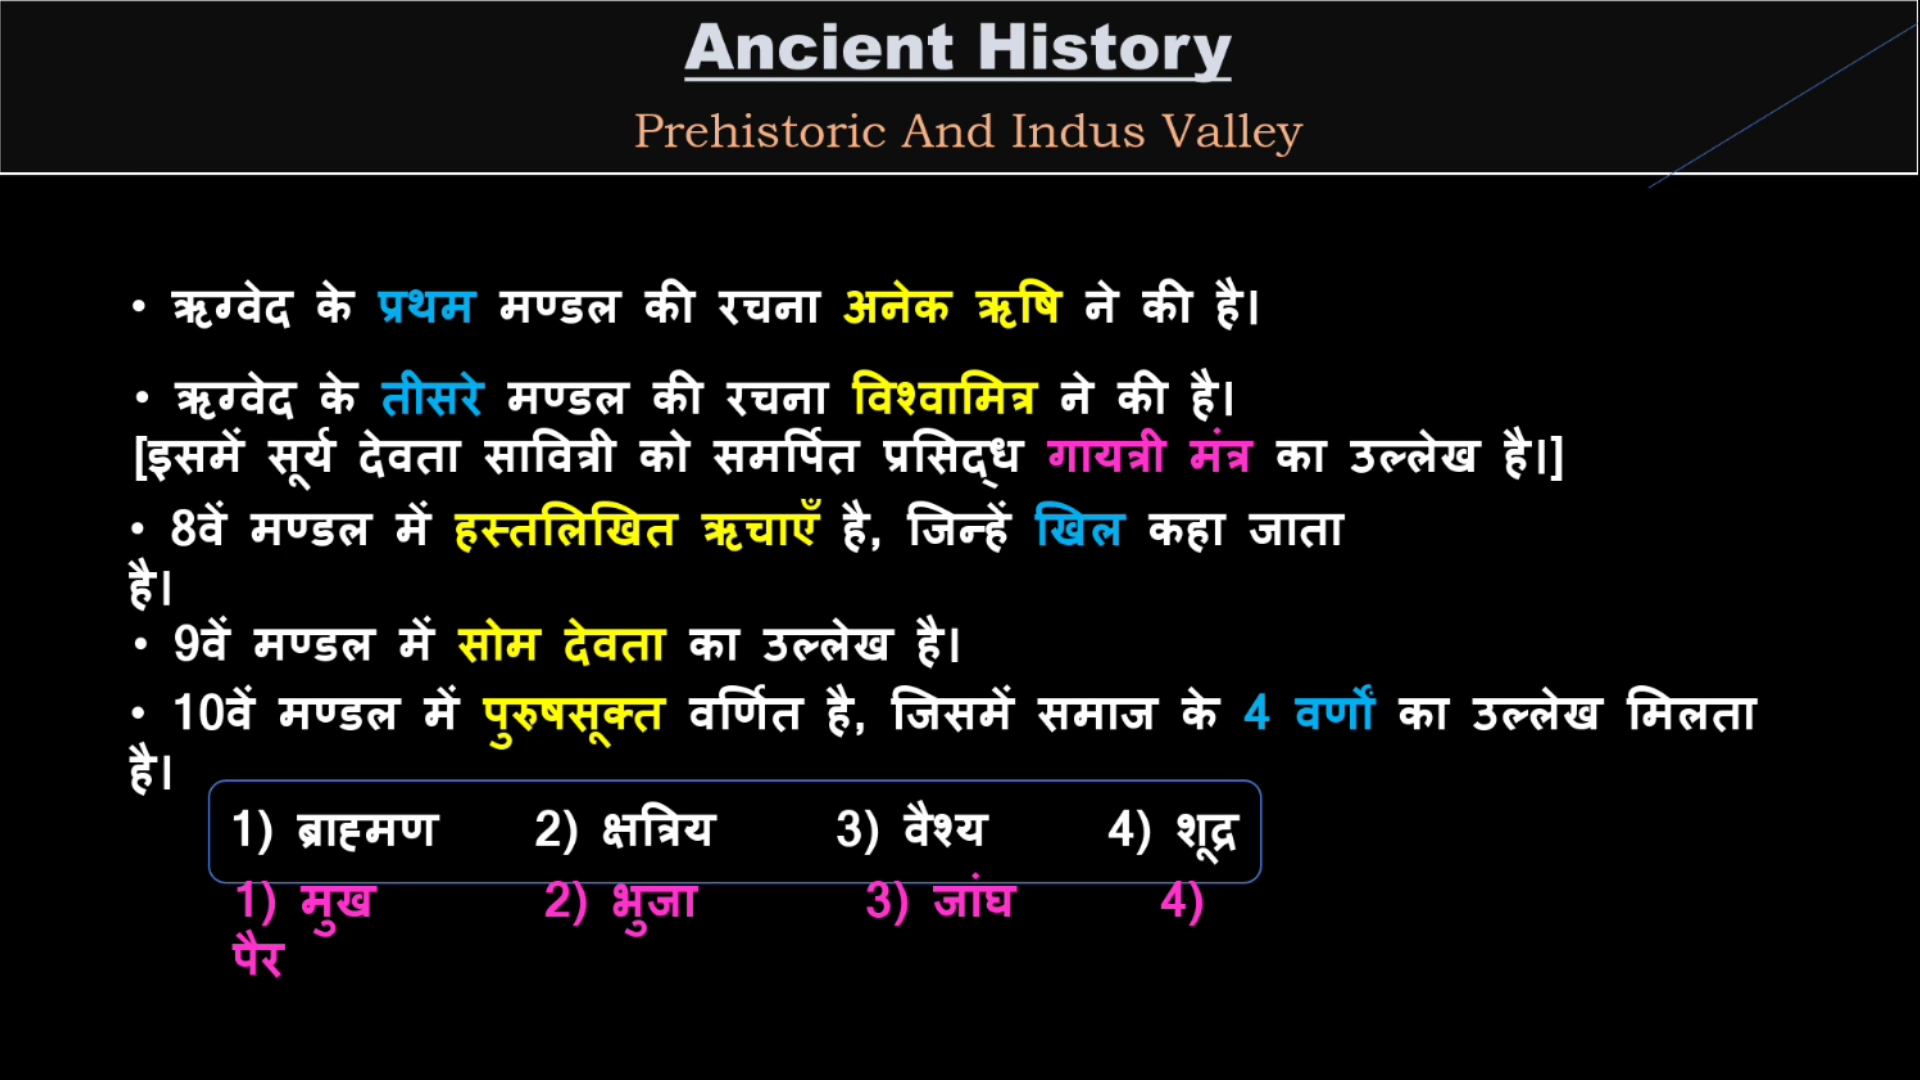 Ancient History
Prehistoric And Indus Valley
• ऋग्वेद के प्रथम मण्डल की रचना अनेक ऋषि ने की है।
• ऋग्वेद के तीसरे मण्डल की रचना विश्वामित्र ने की है।
[इसमें सूर्य देवता सावित्री को समर्पित प्रसिद्ध गायत्री मंत्र का उल्लेख है।]
• 8वें मण्डल में हस्तलिखित ऋचाएँ है, जिन्हें खिल कहा जाता
है।
• 9वें मण्डल में सोम देवता का उल्लेख है।
• 10वें मण्डल में पुरुषसूक्त वर्णित है, जिसमें समाज के 4 वर्णों का उल्लेख मिलता
है।
1) ब्राह्मण 2) क्षत्रिय 3) वैश्य 4) शूद्र
1) मुख 2) भुजा 3) जांघ 4)
पैर